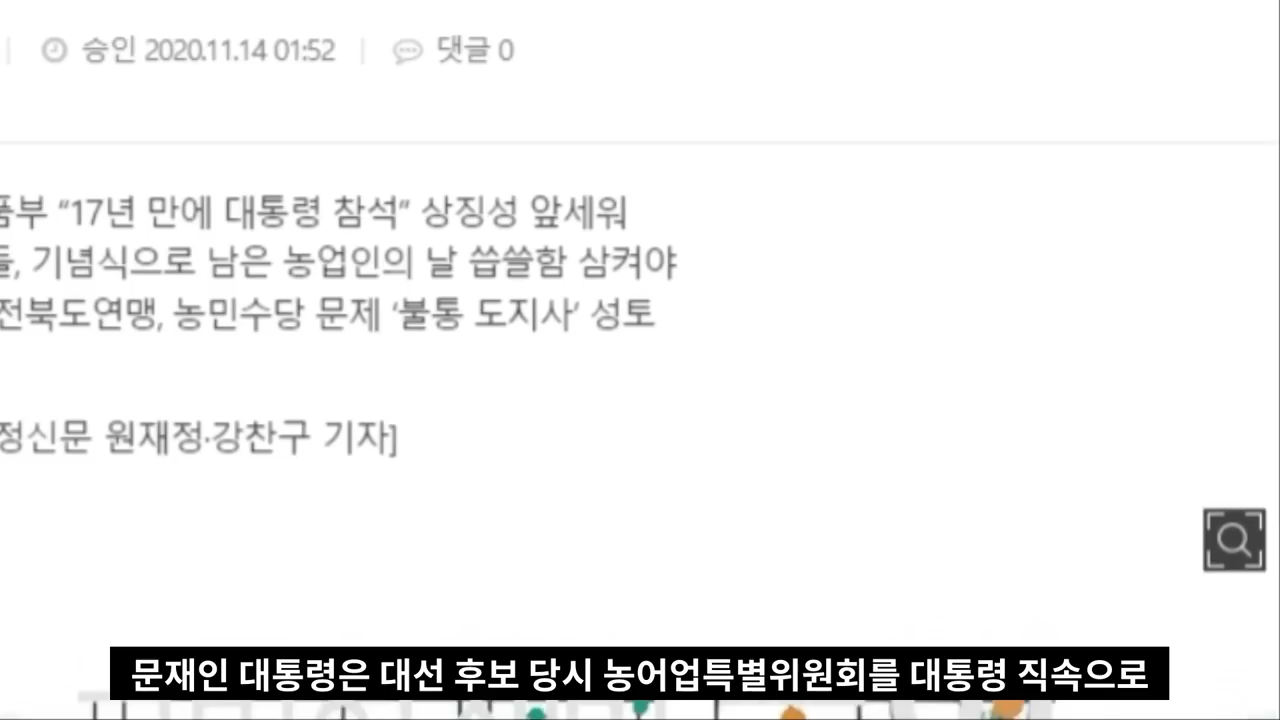 승인 2020.11.14 01:52 댓글 0
품부 “17년 만에 대통령 참석” 상징성 앞세워
들, 기념식으로 남은 농업인의 날 씁쓸함 삼켜야
전북도연맹, 농민수당 문제 ‘불통 도지사’ 성토
정신문 원재정·강찬구 기자]
문재인 대통령은 대선 후보 당시 농어업특별위원회를 대통령 직속으로